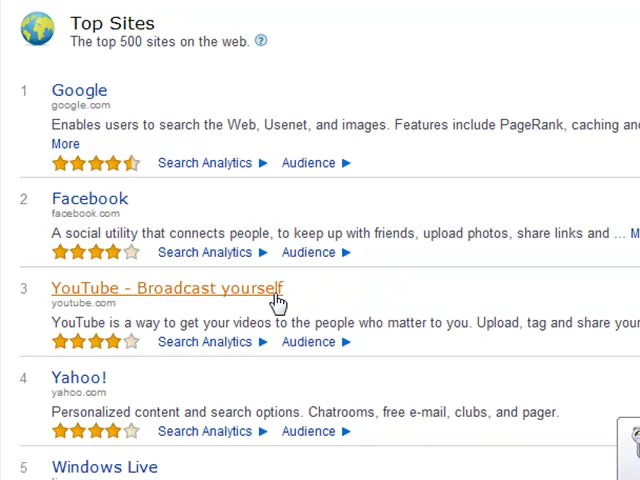 Top Sites
The top 500 sites on the web. ?
1 Google
google.com
Enables users to search the Web, Usenet, and images. Features include PageRank, caching and
More
Search Analytics ▶ Audience ▶
2 Facebook
facebook.com
A social utility that connects people, to keep up with friends, upload photos, share links and ... M
Search Analytics ▶ Audience ▶
3 YouTube - Broadcast yourself
youtube.com
YouTube is a way to get your videos to the people who matter to you. Upload, tag and share your
Search Analytics ▶ Audience ▶
4 Yahoo!
yahoo.com
Personalized content and search options. Chatrooms, free e-mail, clubs, and pager.
Search Analytics ▶ Audience ▶
5 Windows Live